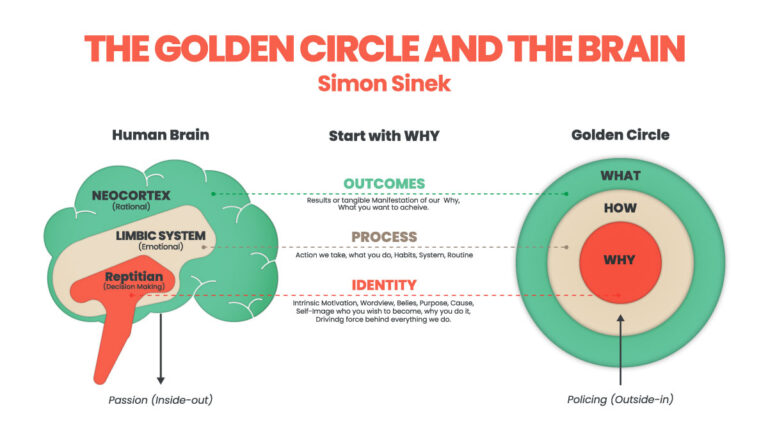 THE GOLDEN CIRCLE AND THE BRAIN
Simon Sinek
Human Brain
Start with WHY
Golden Circle
NEOCORTEX
(Rational)
LIMBIC SYSTEM
(Emotional)
Reptitian
(Decision Making)
OUTCOMES
Results or tangible Manifestation of our Why,
What you want to acheive.
PROCESS
Action we take, what you do, Habits, System, Routine
IDENTITY
Intrinsic Motivation, Wordview, Belies, Purpose, Cause,
Self-Image who you wish to become, why you do it,
Drivindg force behind everything we do.
WHAT
HOW
WHY
Passion (Inside-out)
Policing (Outside-in)